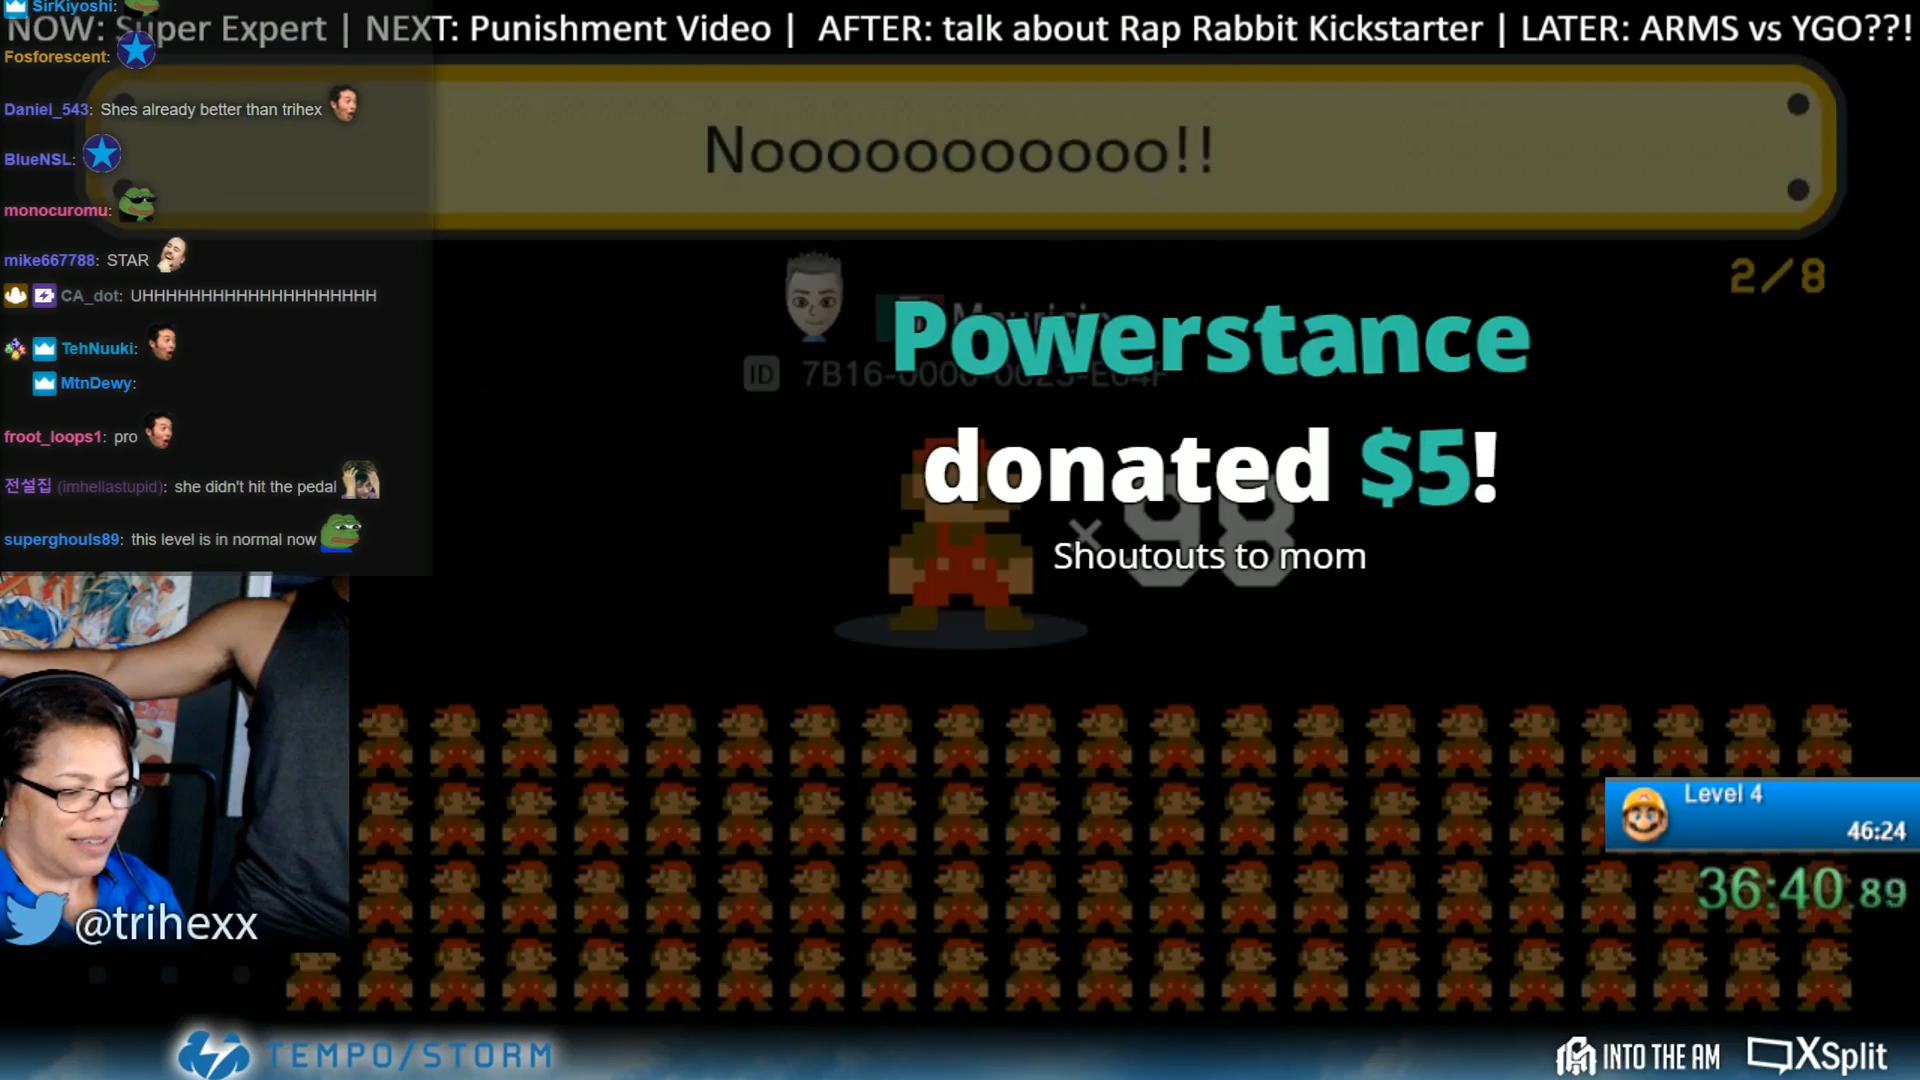 SirKiyoshi:
NOW: Super Expert | NEXT: Punishment Video | AFTER: talk about Rap Rabbit Kickstarter | LATER: ARMS vs YGO??!
Fosforescent:
Daniel_543: Shes already better than trihex
BlueNSL:
monocuromu:
mike667788: STAR
CA_dot: UHHHHHHHHHHHHHHHHHHHH
TehNuuki:
MtnDewy:
froot_loops1: pro
전설집 (imhellastupid): she didn't hit the pedal
superghouls89: this level is in normal now
Nooooooooooo!!
2/8
ID
Powerstance
donated $5!
× 98
Shoutouts to mom
Level 4
46:24
36:40.89
@trihexx
TEMPO/STORM
INTO THE AM
XSplit